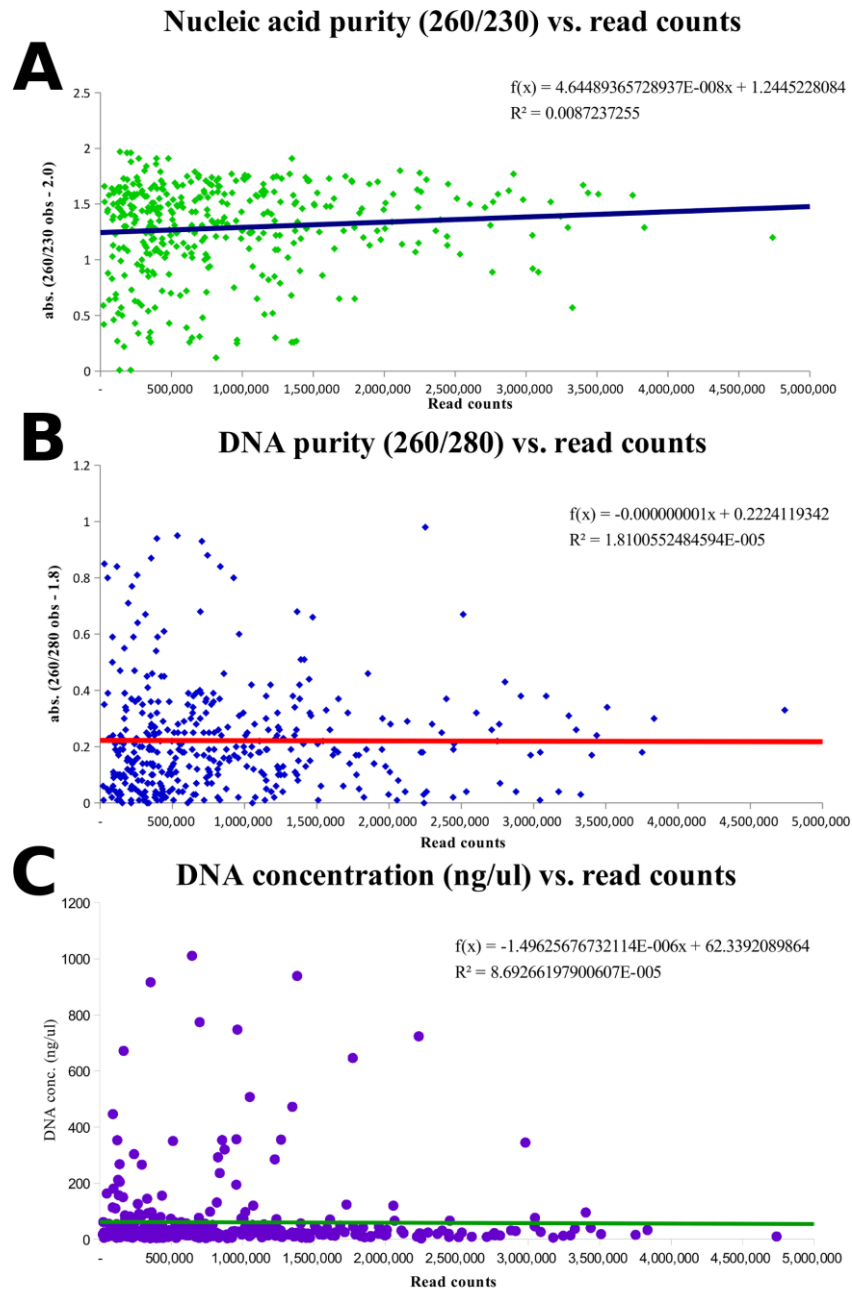 Nucleic acid purity (260/230) vs. read counts
A
f(x) = 4.64489365728937E-008x + 1.2445228084
R² = 0.0087237255
abs. (260/230 obs - 2.0)
2.5
2
1.5
1
0.5
0
- 500,000 1,000,000 1,500,000 2,000,000 2,500,000 3,000,000 3,500,000 4,000,000 4,500,000 5,000,000
Read counts
B
DNA purity (260/280) vs. read counts
f(x) = -0.000000001x + 0.2224119342
R² = 1.8100552484594E-005
abs. (260/280 obs - 1.8)
1.2
1
0.8
0.6
0.4
0.2
0
- 500,000 1,000,000 1,500,000 2,000,000 2,500,000 3,000,000 3,500,000 4,000,000 4,500,000 5,000,000
Read counts
C
DNA concentration (ng/ul) vs. read counts
f(x) = -1.49625676732114E-006x + 62.3392089864
R² = 8.69266197900607E-005
DNA conc. (ng/ul)
1200
1000
800
600
400
200
0
- 500,000 1,000,000 1,500,000 2,000,000 2,500,000 3,000,000 3,500,000 4,000,000 4,500,000 5,000,000
Read counts